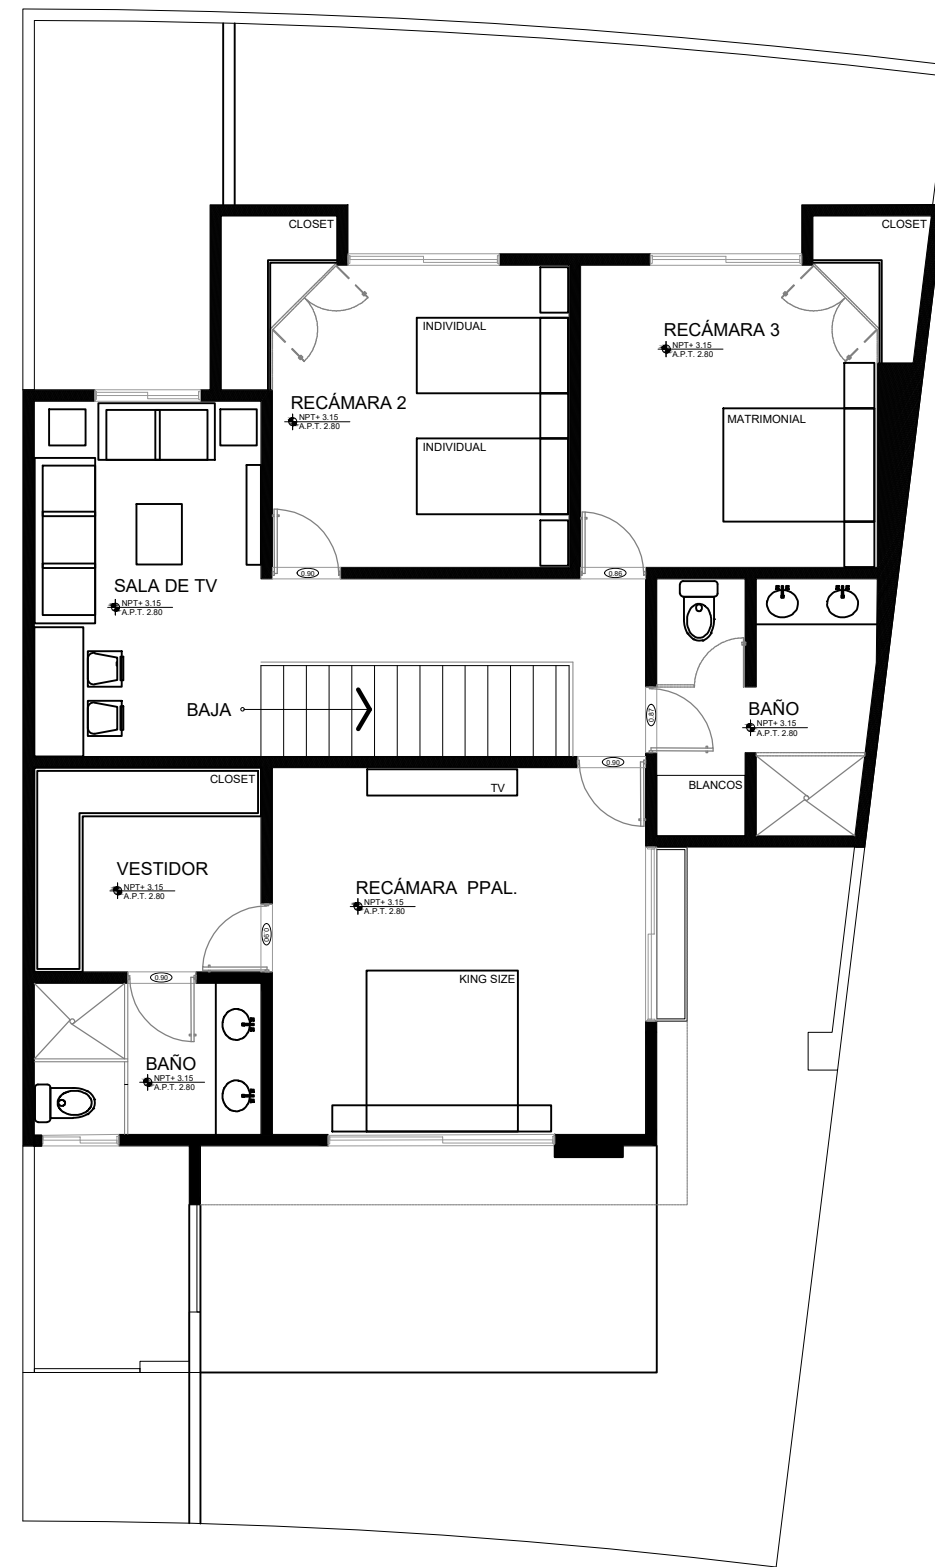 CLOSET
CLOSET
INDIVIDUAL
RECÁMARA 3
NPT+ 3.15
A.P.T. 2.80
RECÁMARA 2
NPT+ 3.15
A.P.T. 2.80
MATRIMONIAL
INDIVIDUAL
0.90
0.86
SALA DE TV
NPT+ 3.15
A.P.T. 2.80
BAJA
0.87
BAÑO
NPT+ 3.15
A.P.T. 2.80
0.90
CLOSET
TV
BLANCOS
VESTIDOR
NPT+ 3.15
A.P.T. 2.80
RECÁMARA PPAL.
NPT+ 3.15
A.P.T. 2.80
0.90
0.90
KING SIZE
BAÑO
NPT+ 3.15
A.P.T. 2.80